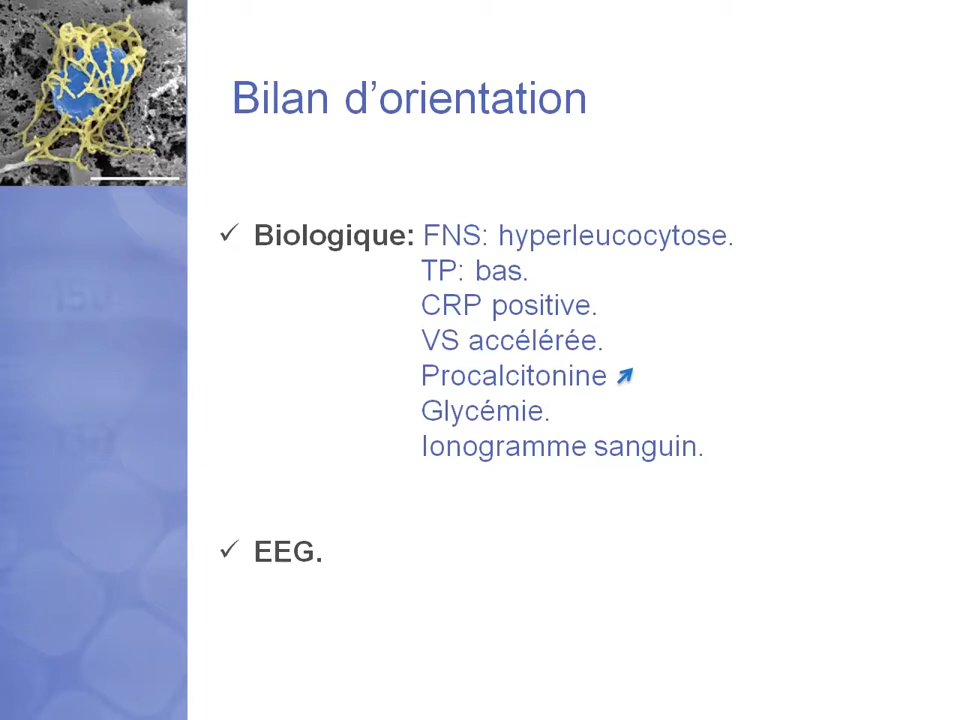 Bilan d’orientation
✓ Biologique: FNS: hyperleucocytose.
TP: bas.
CRP positive.
VS accélérée.
Procalcitonine ↗
Glycémie.
Ionogramme sanguin.
✓ EEG.